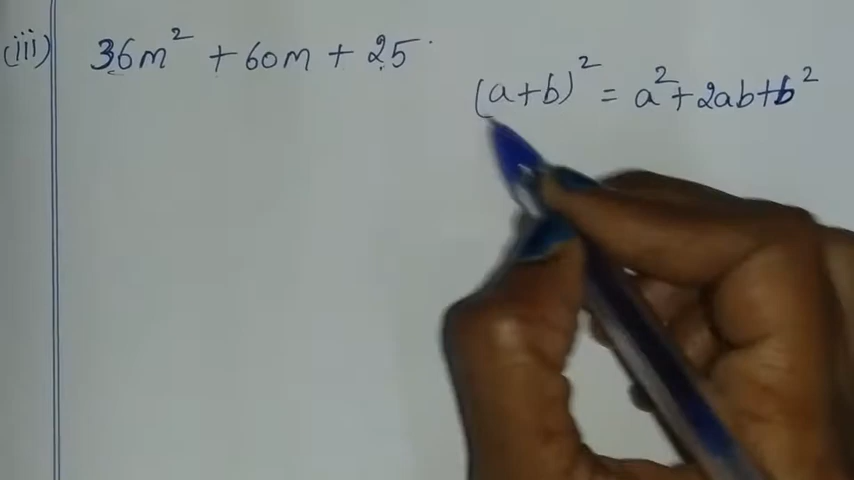 (iii) 36m² + 60m + 25
(a+b)² = a² + 2ab + b²